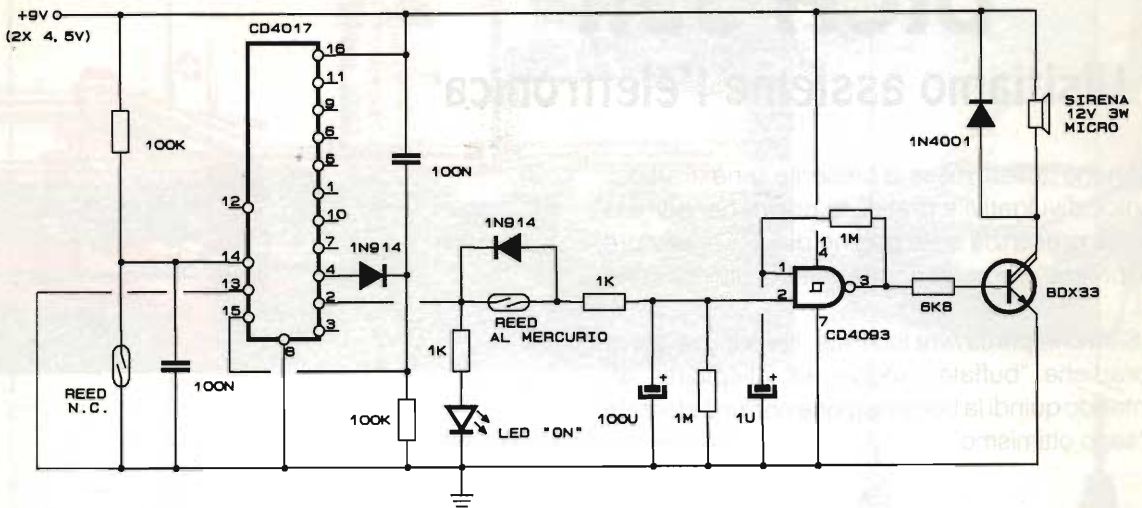 +9V
(2X 4,5V)
CD4017
16
11
9
6
5
1
10
7
4
2
3
12
14
13
15
8
100K
REED
N.C.
100N
100N
1N914
100K
1N914
REED
AL MERCURIO
1K
1K
LED "ON"
100U
1M
1U
1M
1
2
1
4
3
7
CD4093
6K8
1N4001
SIRENA
12V 3W
MICRO
BDX33